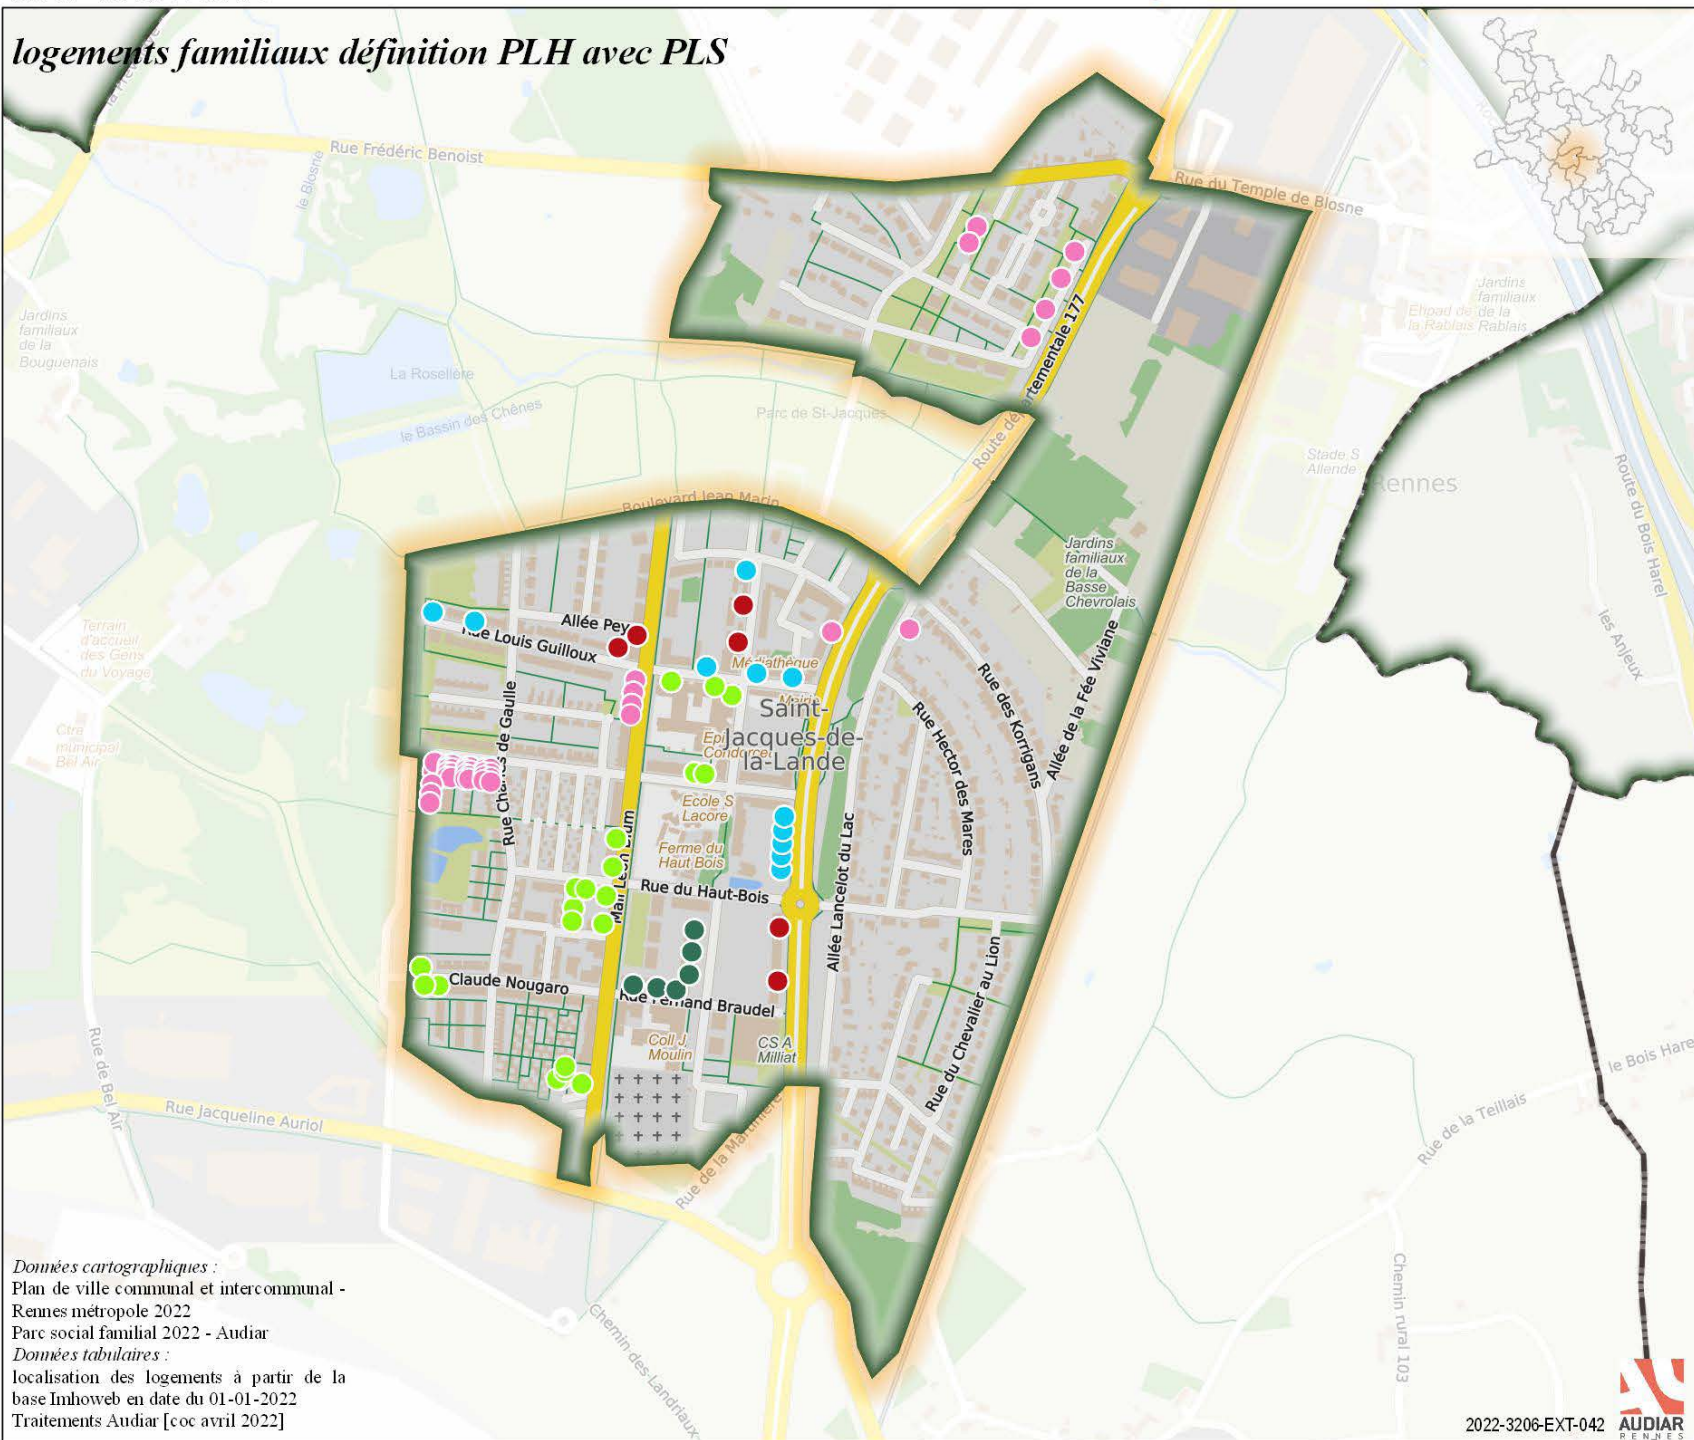 logements familiaux définition PLH avec PLS
Rue Frédéric Benoist
le Blosne
Rue du Temple de Blosne
Jardins
familiaux
de la
Bouguenais
La Roselière
le Bassin des Chênes
Parc de St-Jacques
Route départementale 177
Jardins
familiaux
de la
Rablais
Ehpad de
la Rablais
Stade S
Allende
Rennes
Route du Bois Harel
les Anjeux
Boulevard Jean Marin
Jardins
familiaux
de la
Basse
Chevrolais
Terrain
d'accueil
des Gens
du Voyage
Allée Pey
Rue Louis Guilloux
Médiathèque
Mairi
Saint-
Jacques-de-
la-Lande
Rue Charles de Gaulle
Ctre
municipal
Bel Air
Epi
Condorcet
Ecole S
Lacore
Ferme du
Haut Bois
Mail Léon Blum
Rue du Haut-Bois
Allée Lancelot du Lac
Rue Hector des Mares
Rue des Korrigans
Allée de la Fée Viviane
Rue du Chevalier au Lion
Claude Nougaro
Rue Fernand Braudel
Coll J
Moulin
CS A
Milliat
Rue de Bel Air
Rue Jacqueline Auriol
Rue de la Martinière
Rue de la Teillais
le Bois Hare
Chemin rural 103
Chemin des Landriaux
Données cartographiques :
Plan de ville communal et intercommunal -
Rennes métropole 2022
Parc social familial 2022 - Audiar
Données tabulaires :
localisation des logements à partir de la
base Imhoweb en date du 01-01-2022
Traitements Audiar [coc avril 2022]
2022-3206-EXT-042
AUDIAR
RENNES